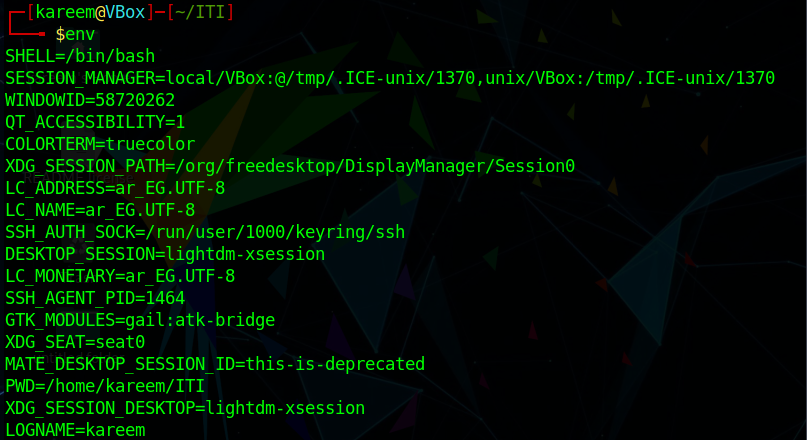 ┌─[kareem@VBox]─[~/ITI]
└──╼ $env
SHELL=/bin/bash
SESSION_MANAGER=local/VBox:@/tmp/.ICE-unix/1370,unix/VBox:/tmp/.ICE-unix/1370
WINDOWID=58720262
QT_ACCESSIBILITY=1
COLORTERM=truecolor
XDG_SESSION_PATH=/org/freedesktop/DisplayManager/Session0
LC_ADDRESS=ar_EG.UTF-8
LC_NAME=ar_EG.UTF-8
SSH_AUTH_SOCK=/run/user/1000/keyring/ssh
DESKTOP_SESSION=lightdm-xsession
LC_MONETARY=ar_EG.UTF-8
SSH_AGENT_PID=1464
GTK_MODULES=gail:atk-bridge
XDG_SEAT=seat0
MATE_DESKTOP_SESSION_ID=this-is-deprecated
PWD=/home/kareem/ITI
XDG_SESSION_DESKTOP=lightdm-xsession
LOGNAME=kareem